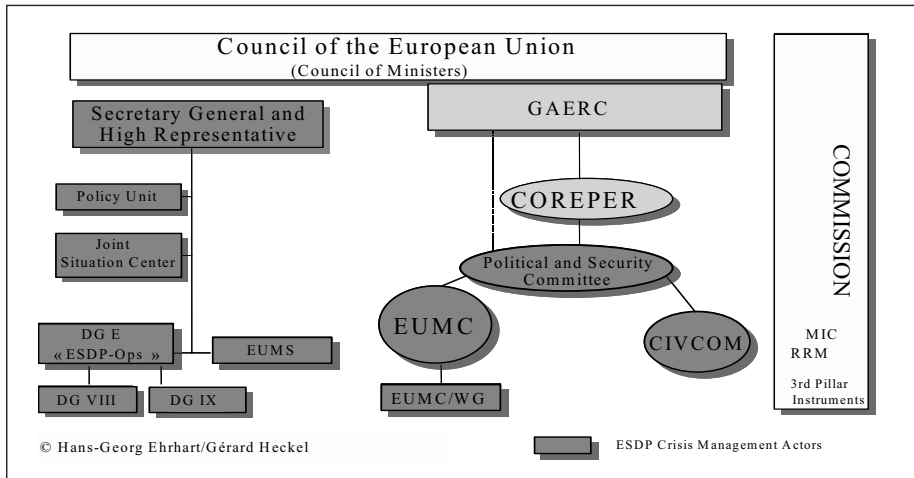 Council of the European Union
(Council of Ministers)
Secretary General and
High Representative
GAERC
Policy Unit
COREPER
Joint
Situation Center
Political and Security
Committee
DG E
« ESDP-Ops »
EUMS
EUMC
CIVCOM
DG VIII
DG IX
EUMC/WG
COMMISSION
MIC
RRM
3rd Pillar
Instruments
© Hans-Georg Ehrhart/Gérard Heckel
ESDP Crisis Management Actors